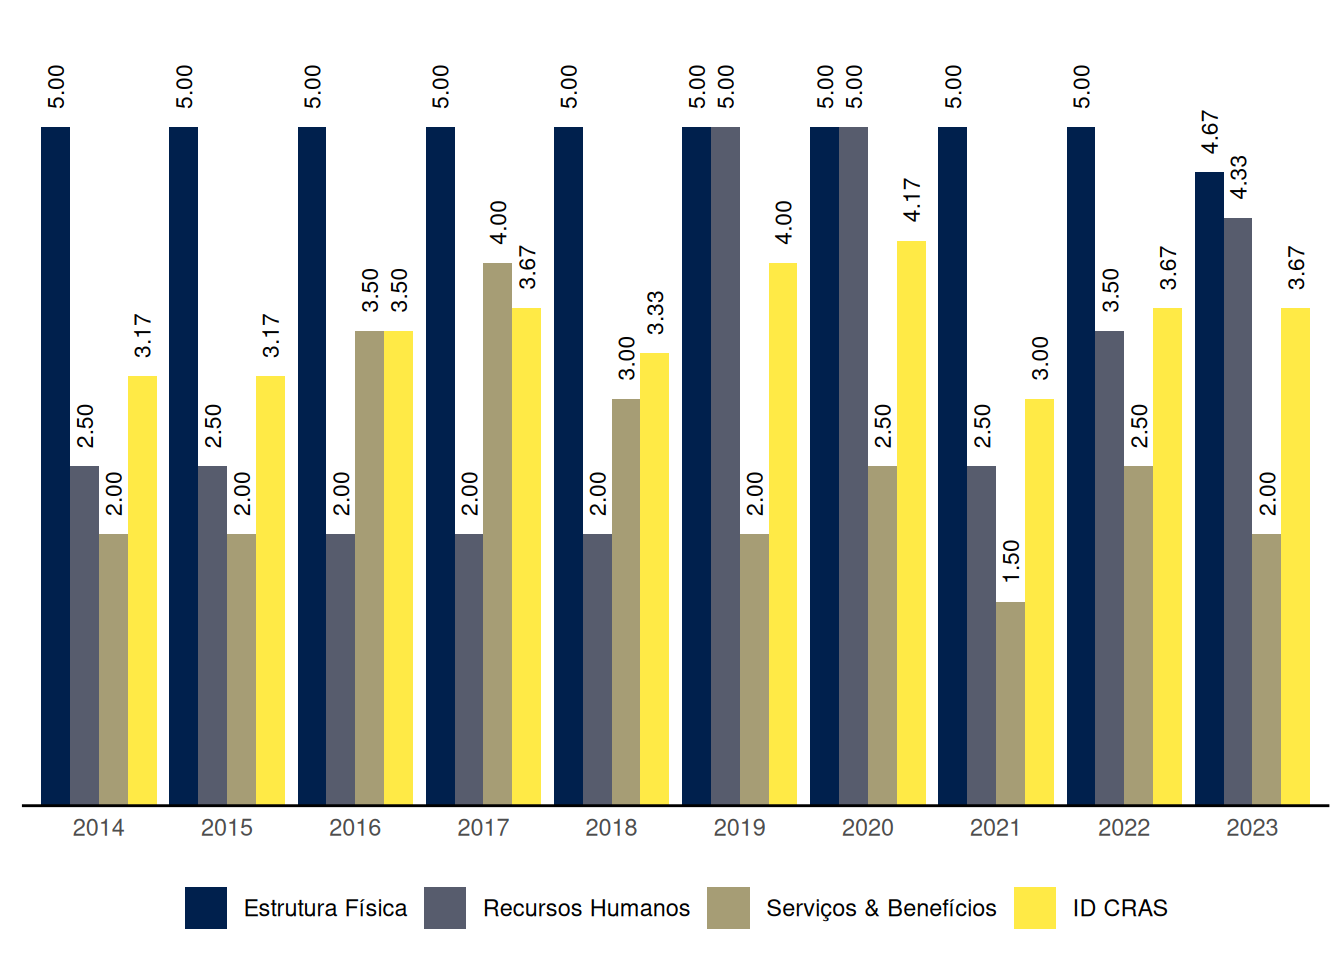 5.00 2.50 2.00 3.17
5.00 2.50 2.00 3.17
5.00 2.00 3.50 3.50
5.00 2.00 4.00 3.67
5.00 2.00 3.00 3.33
5.00 5.00 2.00 4.00
5.00 5.00 2.50 4.17
5.00 2.50 1.50 3.00
5.00 3.50 2.50 3.67
4.67 4.33 2.00 3.67
2014 2015 2016 2017 2018 2019 2020 2021 2022 2023
Estrutura Física Recursos Humanos Serviços & Benefícios ID CRAS